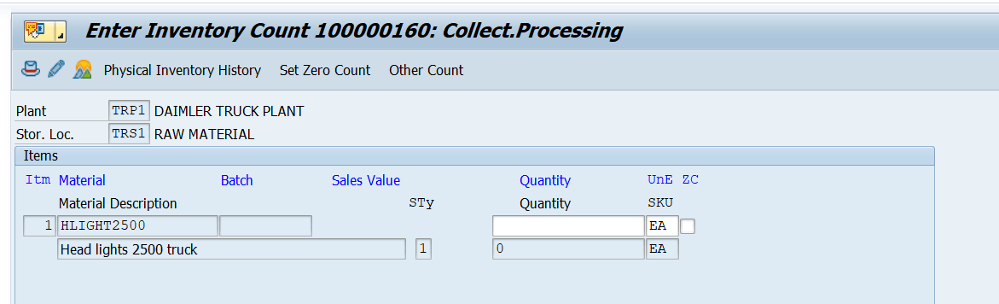 Enter Inventory Count 100000160: Collect.Processing
Physical Inventory History Set Zero Count Other Count
Plant TRP1 DAIMLER TRUCK PLANT
Stor. Loc. TRS1 RAW MATERIAL
Items
Itm Material Batch Sales Value Quantity UnE ZC
Material Description STy Quantity SKU
1 HLIGHT2500 EA
Head lights 2500 truck 1 0 EA